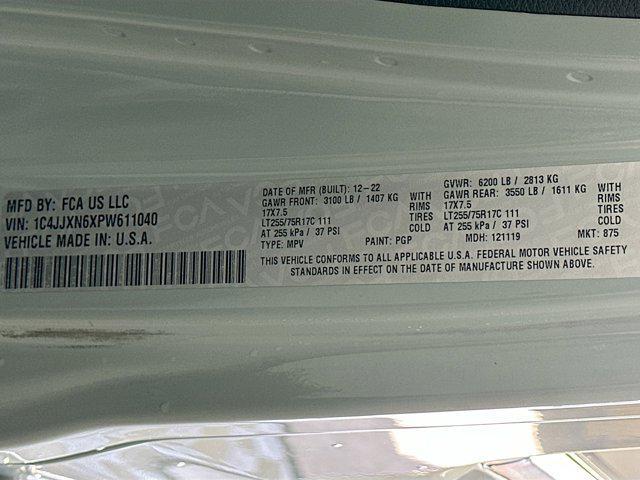 MFD BY: FCA US LLC
VIN: 1C4JJXN6XPW611040
VEHICLE MADE IN: U.S.A.
DATE OF MFR (BUILT): 12-22
GAWR FRONT: 3100 LB / 1407 KG WITH
17X7.5 RIMS
LT255/75R17C 111 TIRES
AT 255 kPa / 37 PSI COLD
TYPE: MPV PAINT: PGP MDH: 121119 MKT: 875
GVWR: 6200 LB / 2813 KG
GAWR REAR: 3550 LB / 1611 KG WITH
17X7.5 RIMS
LT255/75R17C 111 TIRES
AT 255 kPa / 37 PSI COLD
THIS VEHICLE CONFORMS TO ALL APPLICABLE U.S.A. FEDERAL MOTOR VEHICLE SAFETY
STANDARDS IN EFFECT ON THE DATE OF MANUFACTURE SHOWN ABOVE.